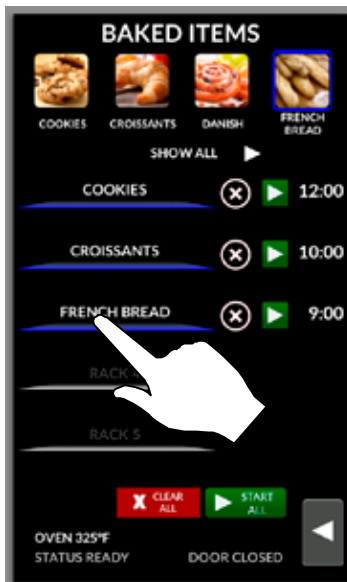 BAKED ITEMS
COOKIES CROISSANTS DANISH FRENCH BREAD
SHOW ALL
COOKIES 12:00
CROISSANTS 10:00
FRENCH BREAD 9:00
RACK 4
RACK 5
X CLEAR ALL START ALL
OVEN 325°F
STATUS READY DOOR CLOSED